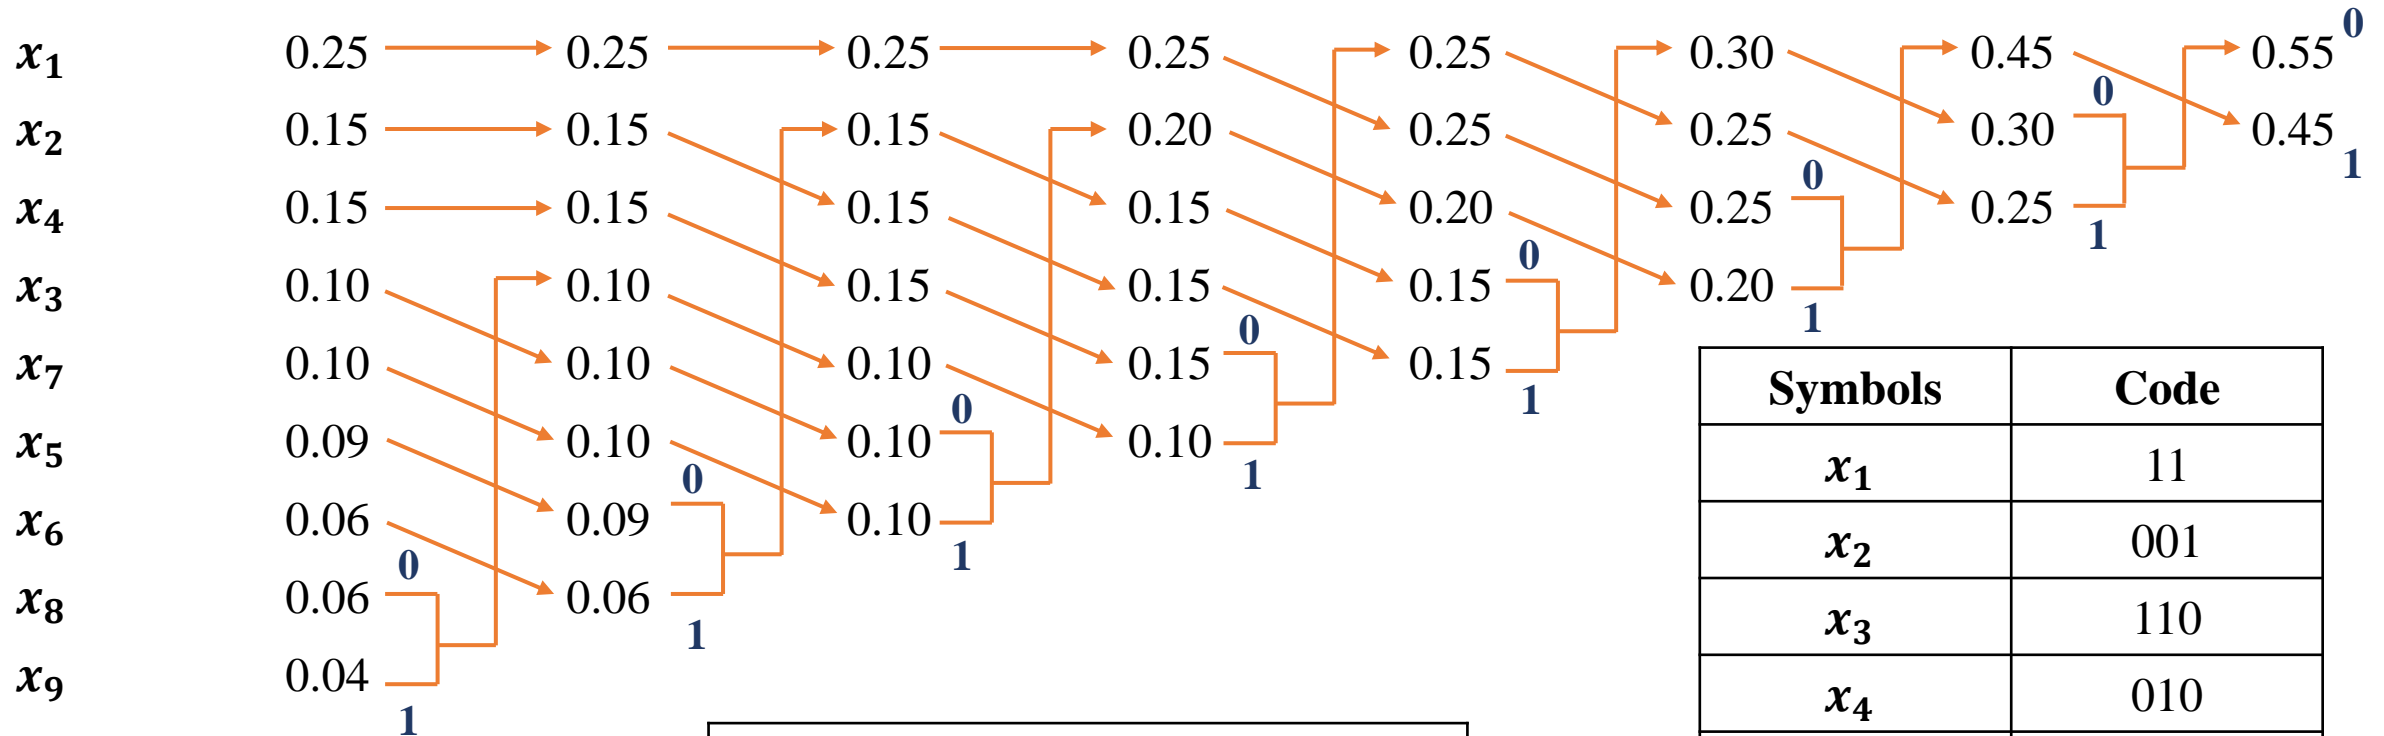 0
x₁ 0.25 0.25 0.25 0.25 0.25 0.30 0.45 0.55
0
x₂ 0.15 0.15 0.15 0.20 0.25 0.25 0.30 0.45
0 1
x₄ 0.15 0.15 0.15 0.15 0.20 0.25 0.25
0 1
x₃ 0.10 0.10 0.15 0.15 0.15 0.20
0 1
x₇ 0.10 0.10 0.10 0.15 0.15
0 1
x₅ 0.09 0.10 0.10 0.10
0 1
x₆ 0.06 0.09 0.10
0 1
x₈ 0.06 0.06
1
x₉ 0.04
1
Symbols Code
x₁ 11
x₂ 001
x₃ 110
x₄ 010